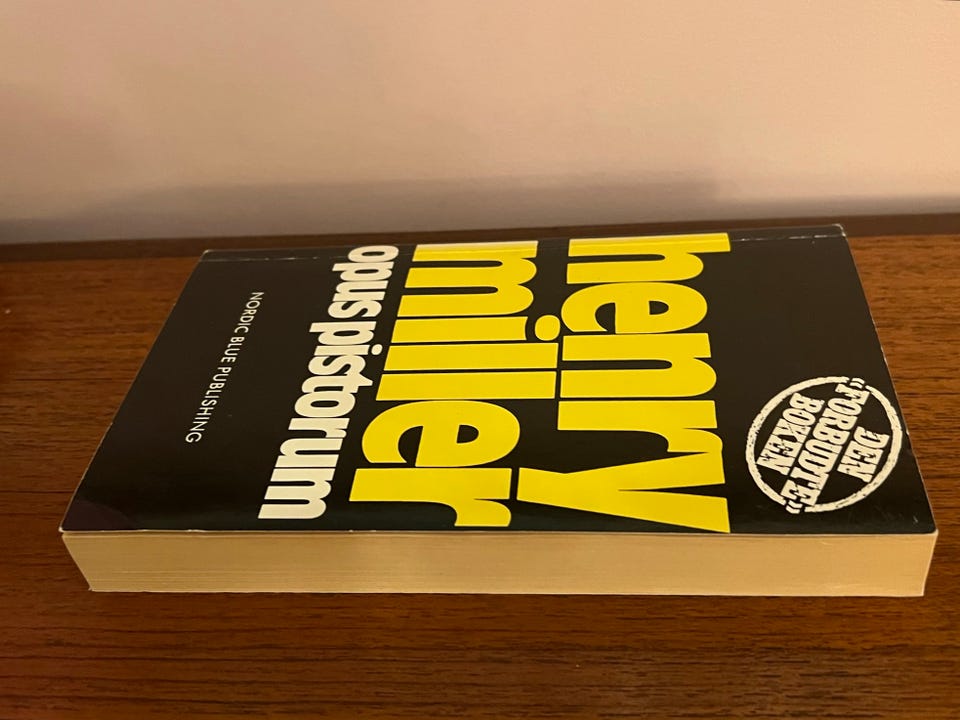 "DEN
FORBUDTE
BOKEN"
henry
miller
opus pistorum
NORDIC BLUE PUBLISHING